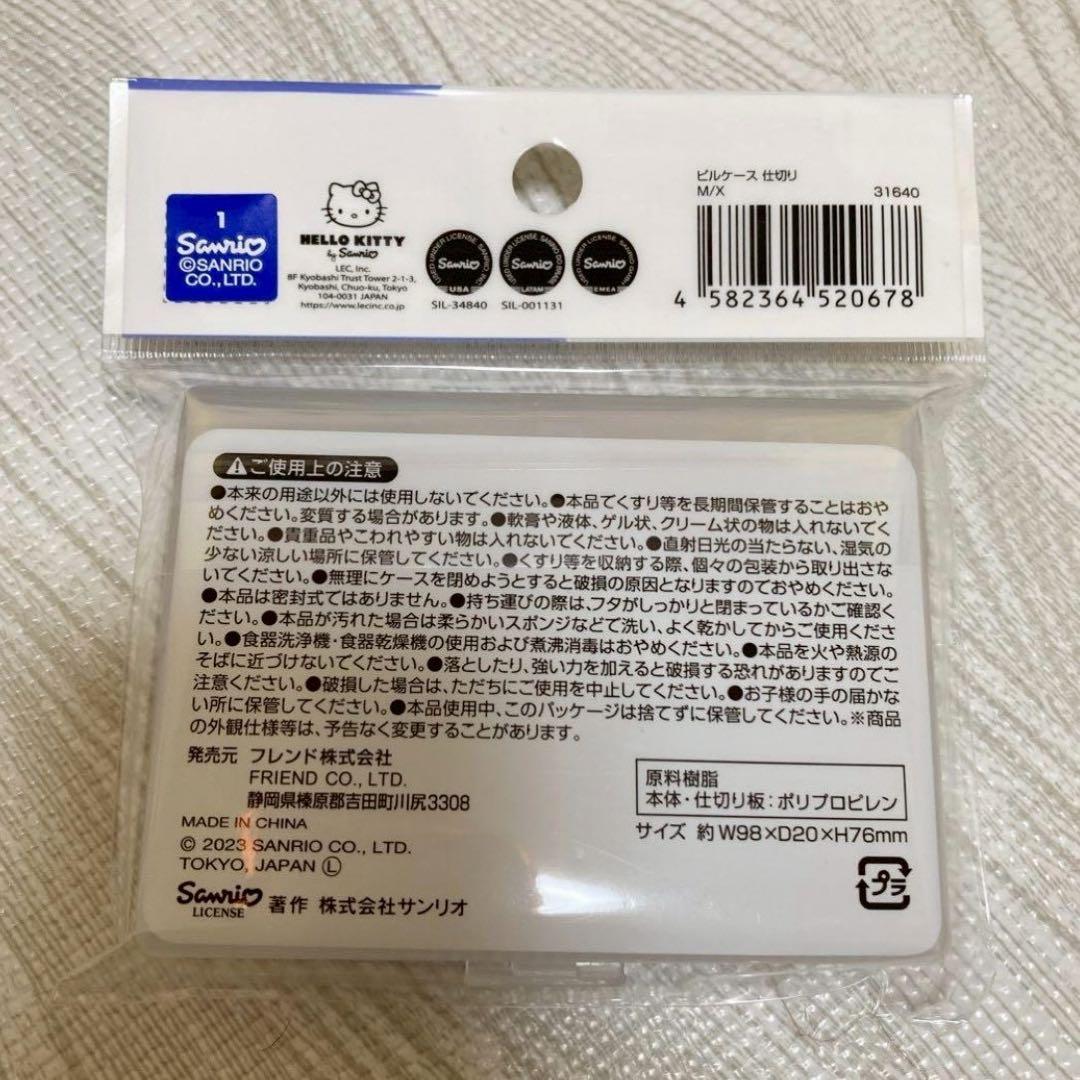 1
Sanrio
©SANRIO
CO., LTD.
HELLO KITTY
by Sanrio
LEC, Inc.
8F Kyobashi Trust Tower 2-1-3,
Kyobashi, Chuo-ku, Tokyo
104-0031 JAPAN
https://www.lecinc.co.jp
USED UNDER LICENSE, SANRIO, INC.
Sanrio
USA
SIL-34840
USED UNDER LICENSE
Sanrio
LATAM
SIL-001131
USED UNDER LICENSE
Sanrio
EMEA
ピルケース 仕切り
M/X 31640
4 582364 520678
ご使用上の注意
●本来の用途以外には使用しないでください。●本品でくすり等を長期間保管することはおや
めください。変質する場合があります。●軟膏や液体、ゲル状、クリーム状の物は入れないでく
ださい。●貴重品やこわれやすい物は入れないでください。●直射日光の当たらない、湿気の
少ない涼しい場所に保管してください。●くすり等を収納する際、個々の包装から取り出さな
いでください。●無理にケースを閉めようとすると破損の原因となりますのでおやめください。
●本品は密封式ではありません。●持ち運びの際は、フタがしっかりと閉まっているかご確認く
ださい。●本品が汚れた場合は柔らかいスポンジなどで洗い、よく乾かしてからご使用くださ
い。●食器洗浄機・食器乾燥機の使用および煮沸消毒はおやめください。●本品を火や熱源の
そばに近づけないでください。●落としたり、強い力を加えると破損する恐れがありますのでご
注意ください。●破損した場合は、ただちにご使用を中止してください。●お子様の手の届かな
い所に保管してください。●本品使用中、このパッケージは捨てずに保管してください。※商品
の外観仕様等は、予告なく変更することがあります。
発売元 フレンド株式会社
FRIEND CO., LTD.
静岡県榛原郡吉田町川尻3308
MADE IN CHINA
© 2023 SANRIO CO., LTD.
TOKYO, JAPAN Ⓛ
Sanrio
LICENSE
著作 株式会社サンリオ
原料樹脂
本体・仕切り板：ポリプロピレン
サイズ 約 W98×D20×H76mm
プラ